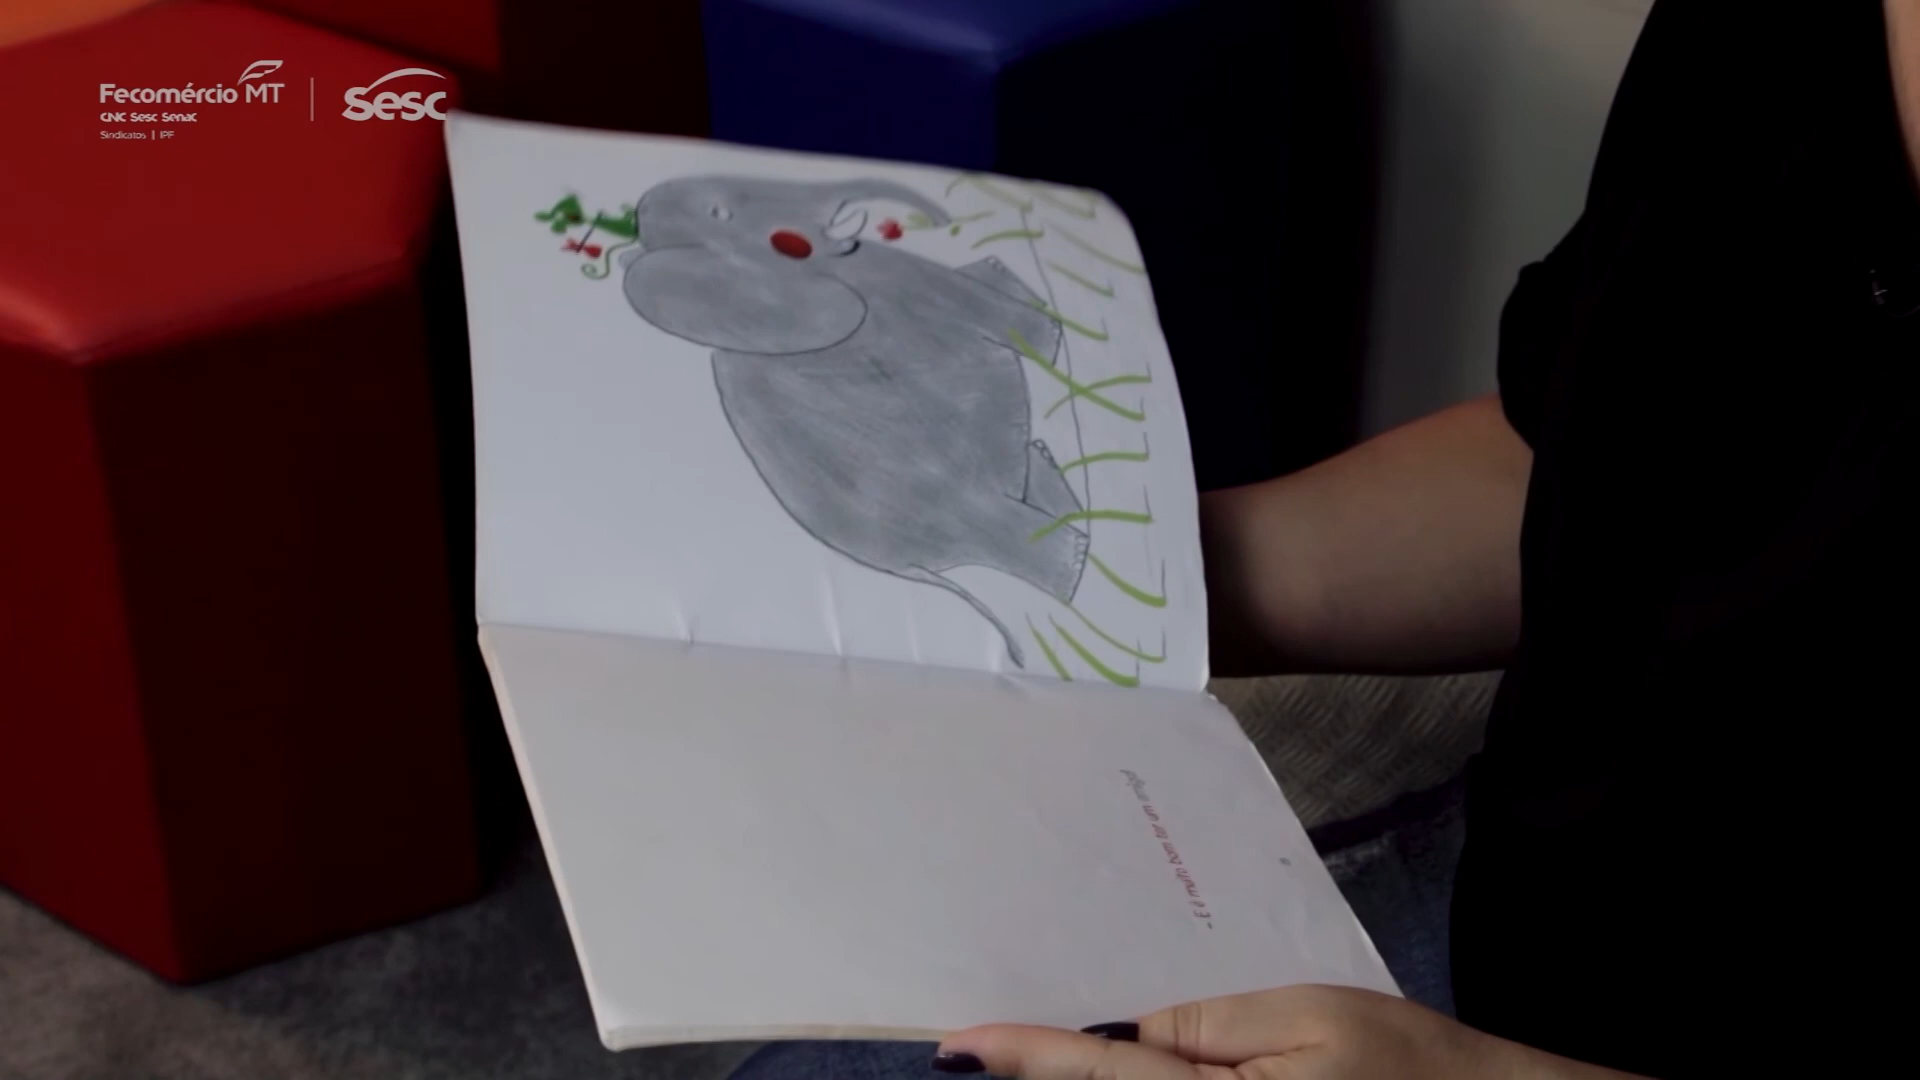 Fecomércio MT
CNC Sesc Senac
Sindicatos | IPF
Sesc
- E é muito bom ter um amigo!